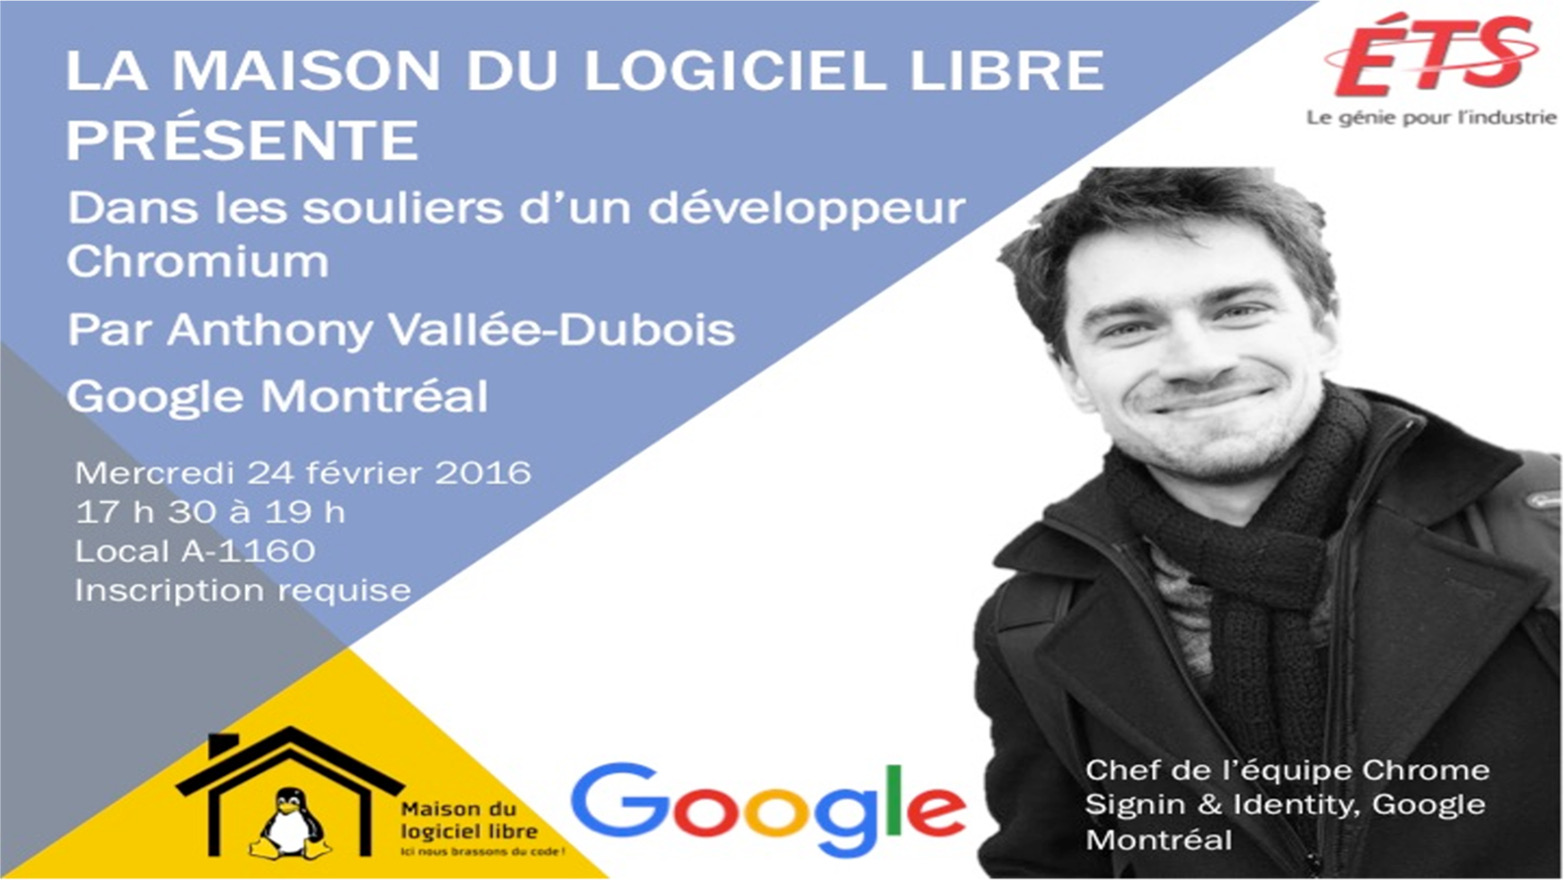 LA MAISON DU LOGICIEL LIBRE
PRÉSENTE
Dans les souliers d’un développeur
Chromium
Par Anthony Vallée-Dubois
Google Montréal
Mercredi 24 février 2016
17 h 30 à 19 h
Local A-1160
Inscription requise
ÉTS
Le génie pour l'industrie
Maison du
logiciel libre
Ici nous brassons du code!
Google
Chef de l’équipe Chrome
Signin & Identity, Google
Montréal